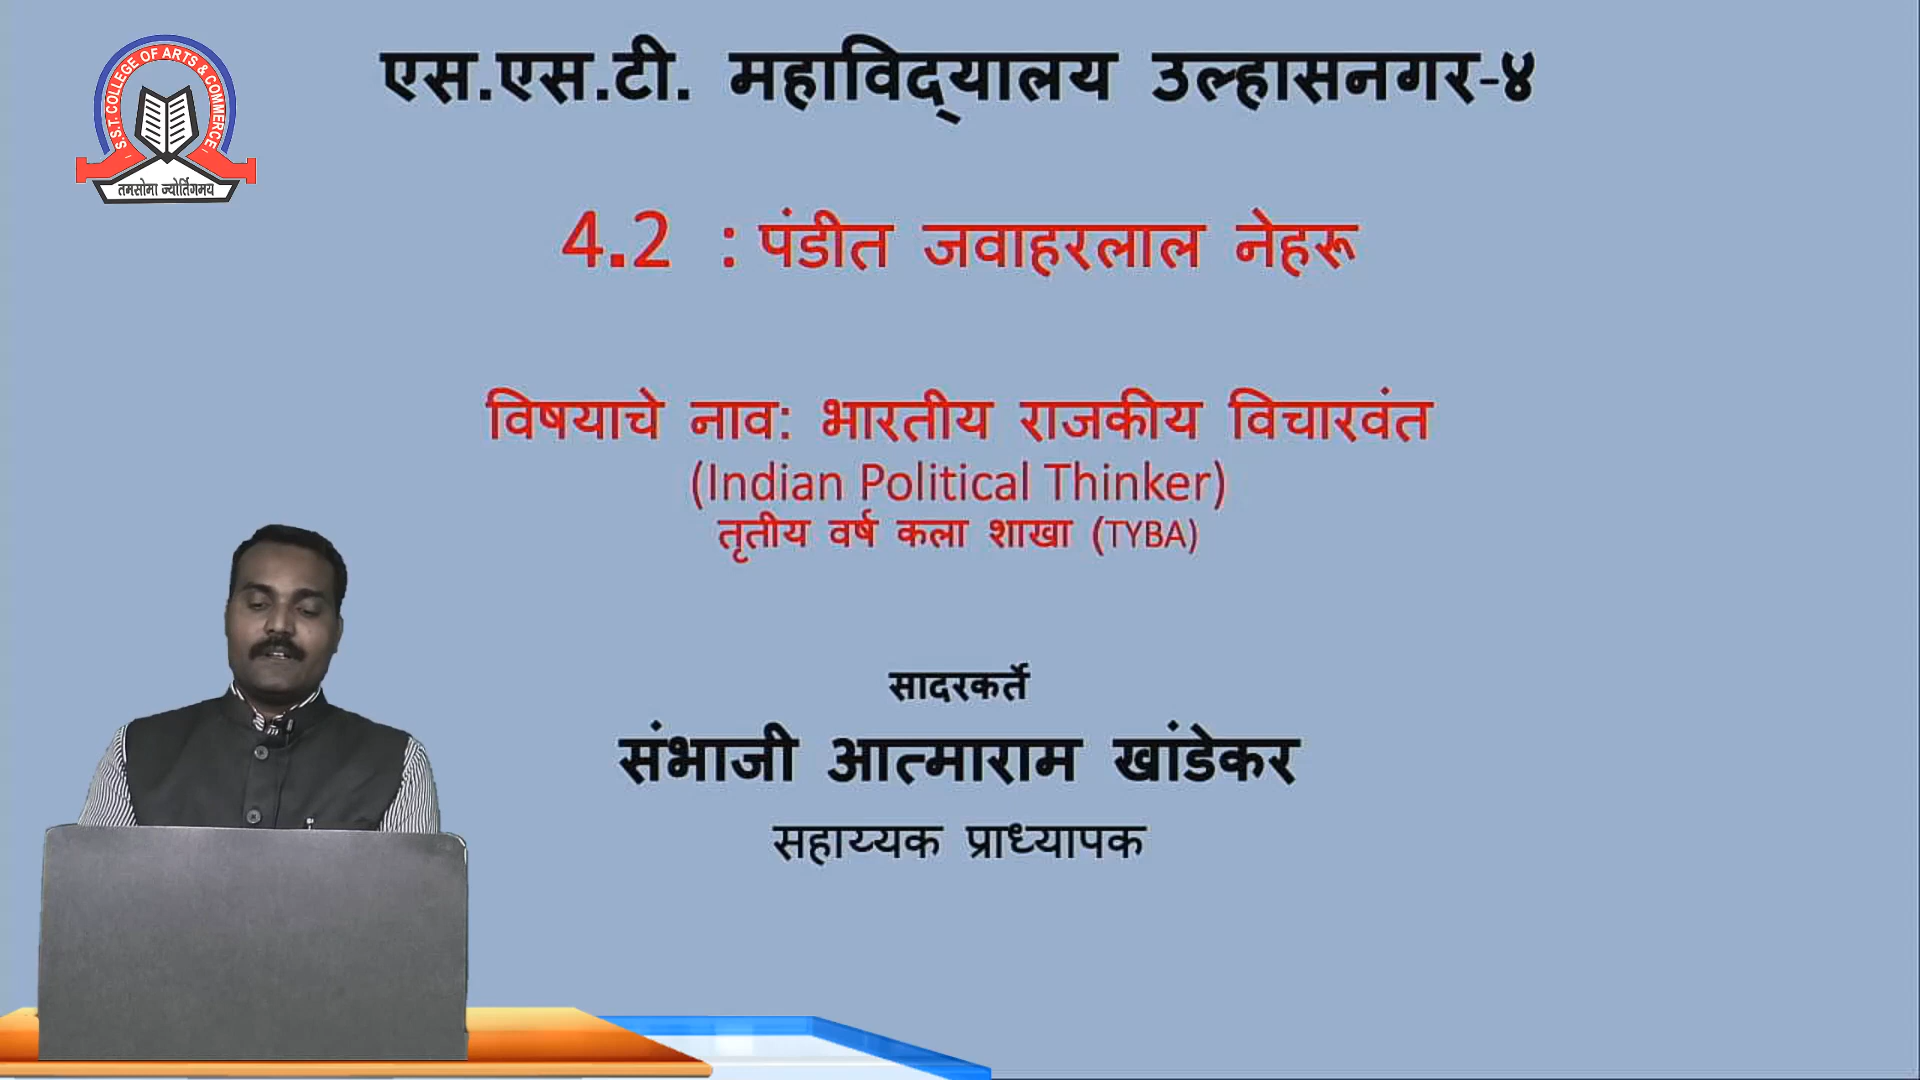 S.S.T. COLLEGE OF ARTS & COMMERCE
तमसोमा ज्योर्तिगमय
एस.एस.टी. महाविद्‌यालय उल्हासनगर-४
4.2 : पंडीत जवाहरलाल नेहरू
विषयाचे नाव: भारतीय राजकीय विचारवंत
(Indian Political Thinker)
तृतीय वर्ष कला शाखा (TYBA)
सादरकर्ते
संभाजी आत्माराम खांडेकर
सहाय्यक प्राध्यापक